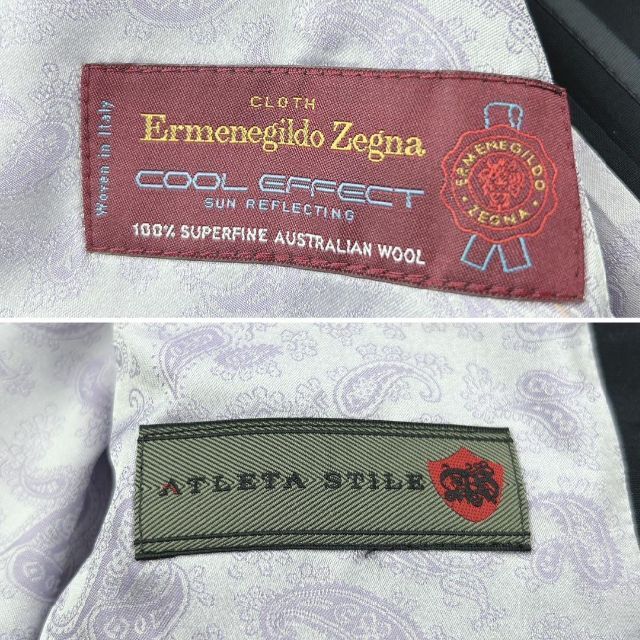 Woven in Italy
CLOTH
Ermenegildo Zegna
COOL EFFECT
SUN REFLECTING
100% SUPERFINE AUSTRALIAN WOOL
ERMENEGILDO
ZEGNA
ATLETA STILE